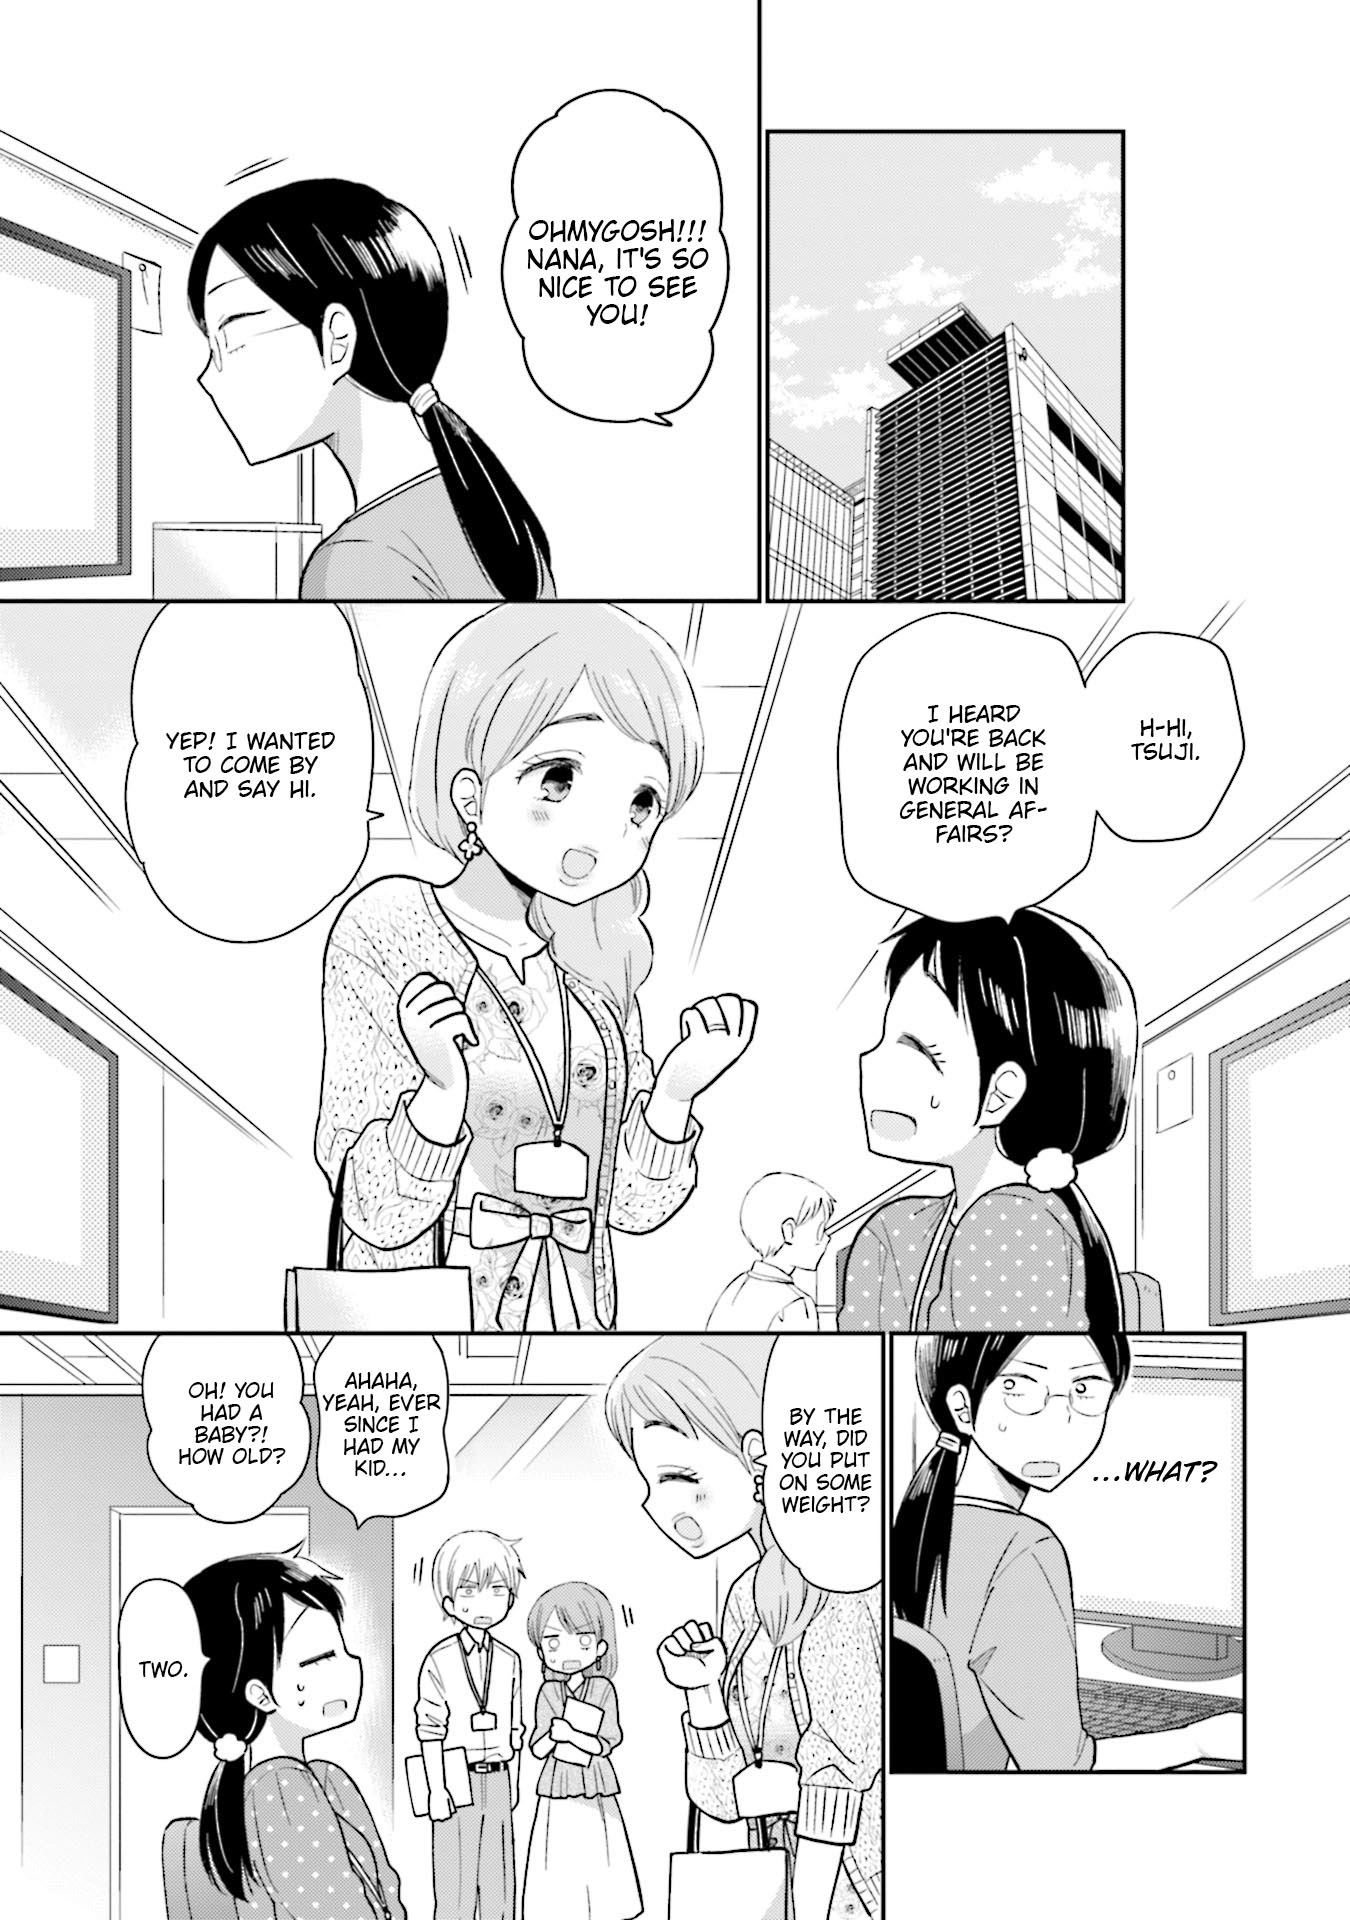 OHMYGOSH!!!
NANA, IT'S SO
NICE TO SEE
YOU!
H-HI,
TSUJI.
I HEARD
YOU'RE BACK
AND WILL BE
WORKING IN
GENERAL AF-
FAIRS?
YEP! I WANTED
TO COME BY
AND SAY HI.
...WHAT?
BY THE
WAY, DID
YOU PUT
ON SOME
WEIGHT?
AHAHA,
YEAH, EVER
SINCE I
HAD MY
KID...
OH! YOU
HAD A
BABY?!
HOW OLD?
TWO.